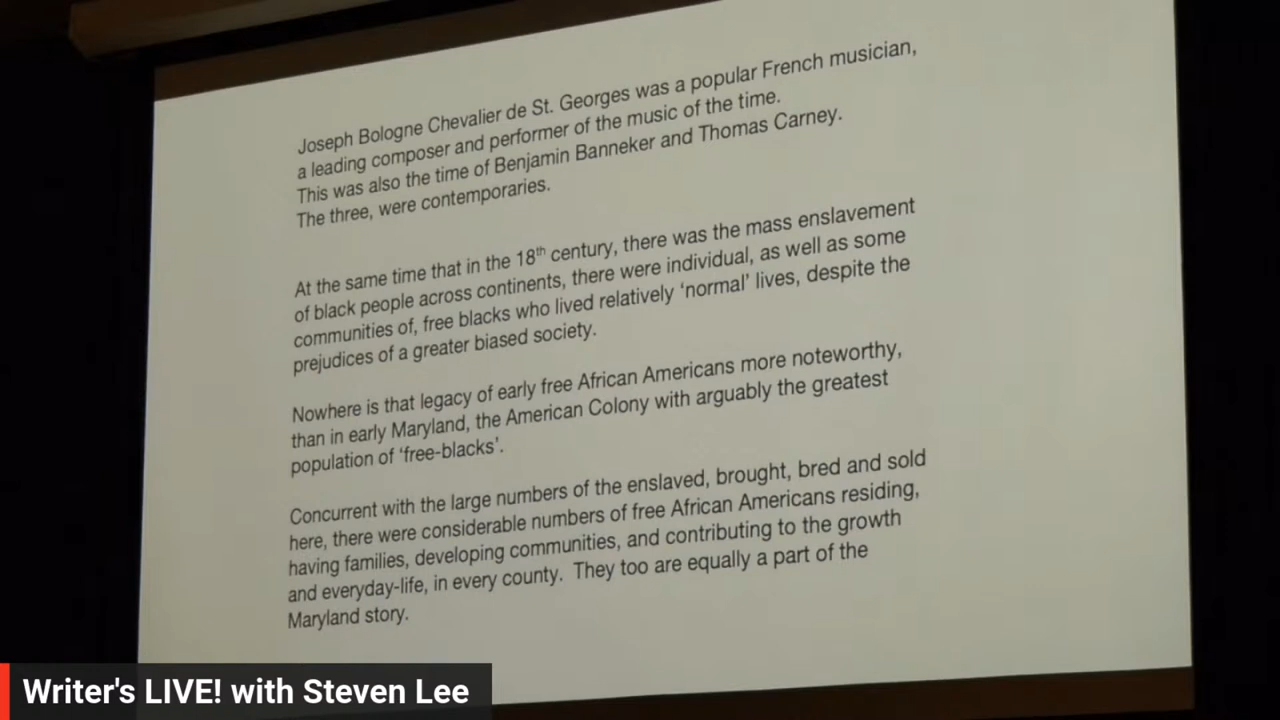 Joseph Bologne Chevalier de St. Georges was a popular French musician,
a leading composer and performer of the music of the time.
This was also the time of Benjamin Banneker and Thomas Carney.
The three, were contemporaries.
At the same time that in the 18th century, there was the mass enslavement
of black people across continents, there were individual, as well as some
communities of, free blacks who lived relatively ‘normal’ lives, despite the
prejudices of a greater biased society.
Nowhere is that legacy of early free African Americans more noteworthy,
than in early Maryland, the American Colony with arguably the greatest
population of ‘free-blacks’.
Concurrent with the large numbers of the enslaved, brought, bred and sold
here, there were considerable numbers of free African Americans residing,
having families, developing communities, and contributing to the growth
and everyday-life, in every county. They too are equally a part of the
Maryland story.
Writer's LIVE! with Steven Lee